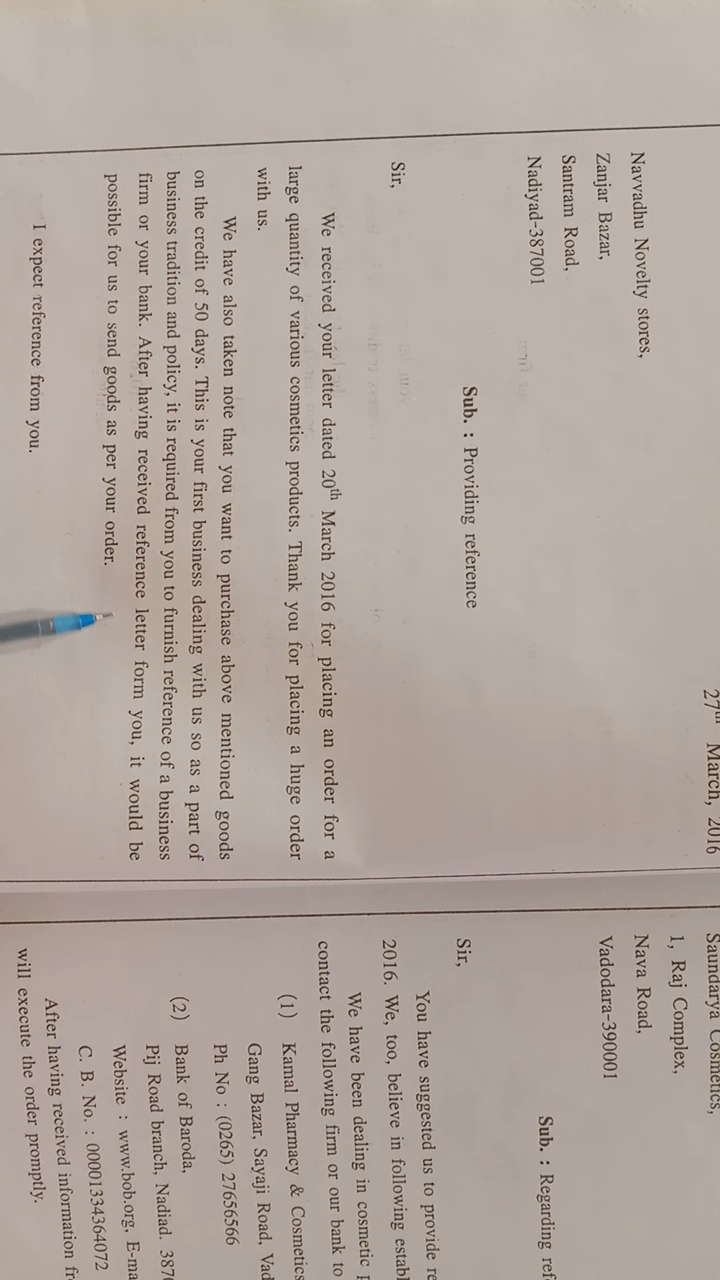 27th March, 2016
Navvadhu Novelty stores,
Zanjar Bazar,
Santram Road,
Nadiyad-387001
Sub. : Providing reference
Sir,
We received your letter dated 20th March 2016 for placing an order for a
large quantity of various cosmetics products. Thank you for placing a huge order
with us.
We have also taken note that you want to purchase above mentioned goods
on the credit of 50 days. This is your first business dealing with us so as a part of
business tradition and policy, it is required from you to furnish reference of a business
firm or your bank. After having received reference letter form you, it would be
possible for us to send goods as per your order.
I expect reference from you.
Saundarya Cosmetics,
1, Raj Complex,
Nava Road,
Vadodara-390001
Sub. : Regarding ref
Sir,
You have suggested us to provide re
2016. We, too, believe in following establ
We have been dealing in cosmetic p
contact the following firm or our bank to
(1) Kamal Pharmacy & Cosmetics
Gang Bazar, Sayaji Road, Vad
Ph No : (0265) 27656566
(2) Bank of Baroda,
Pij Road branch, Nadiad. 387
Website : www.bob.org, E-ma
C. B. No. : 00001334364072
After having received information fr
will execute the order promptly.